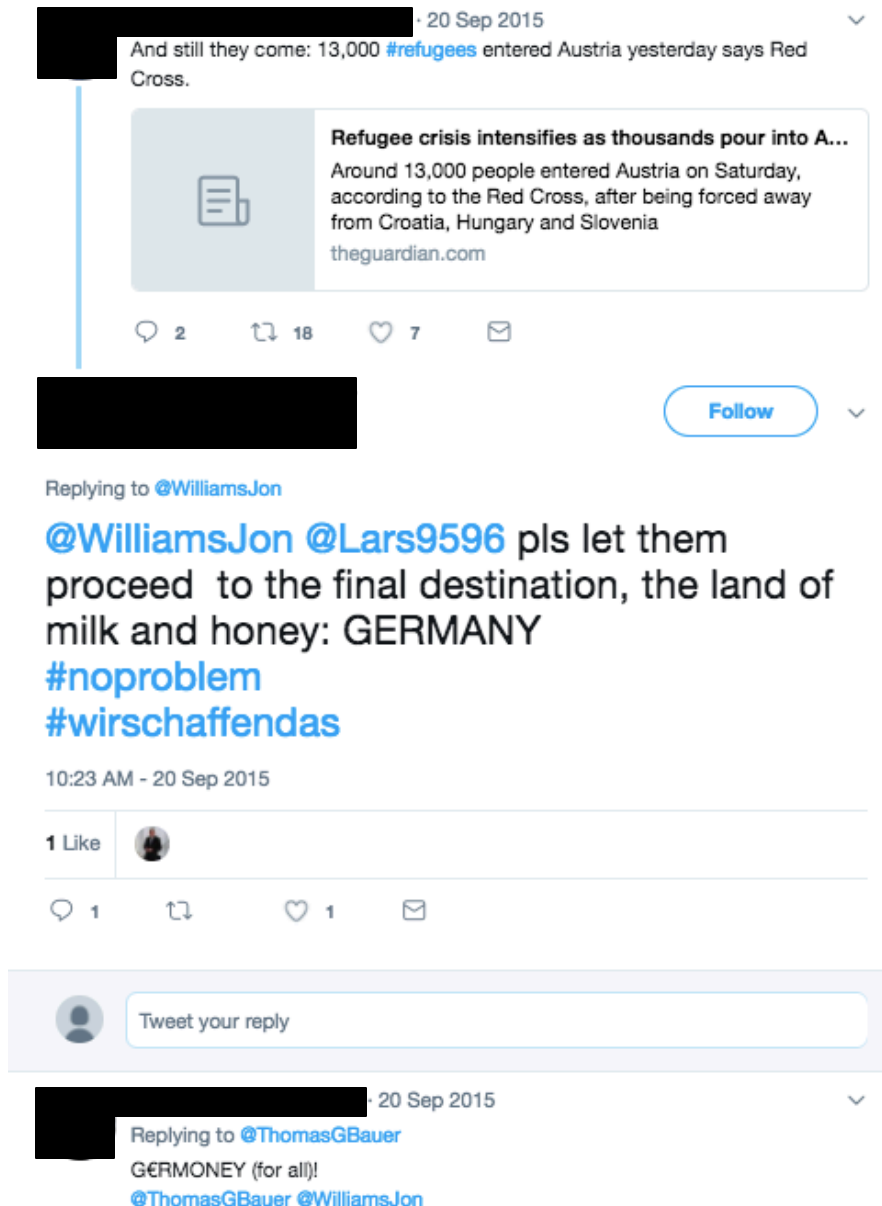 · 20 Sep 2015
And still they come: 13,000 #refugees entered Austria yesterday says Red
Cross.
Refugee crisis intensifies as thousands pour into A...
Around 13,000 people entered Austria on Saturday,
according to the Red Cross, after being forced away
from Croatia, Hungary and Slovenia
theguardian.com
2 18 7
Follow
Replying to @WilliamsJon
@WilliamsJon @Lars9596 pls let them
proceed to the final destination, the land of
milk and honey: GERMANY
#noproblem
#wirschaffendas
10:23 AM - 20 Sep 2015
1 Like
1 1
Tweet your reply
· 20 Sep 2015
Replying to @ThomasGBauer
G€RMONEY (for all)!
@ThomasGBauer @WilliamsJon